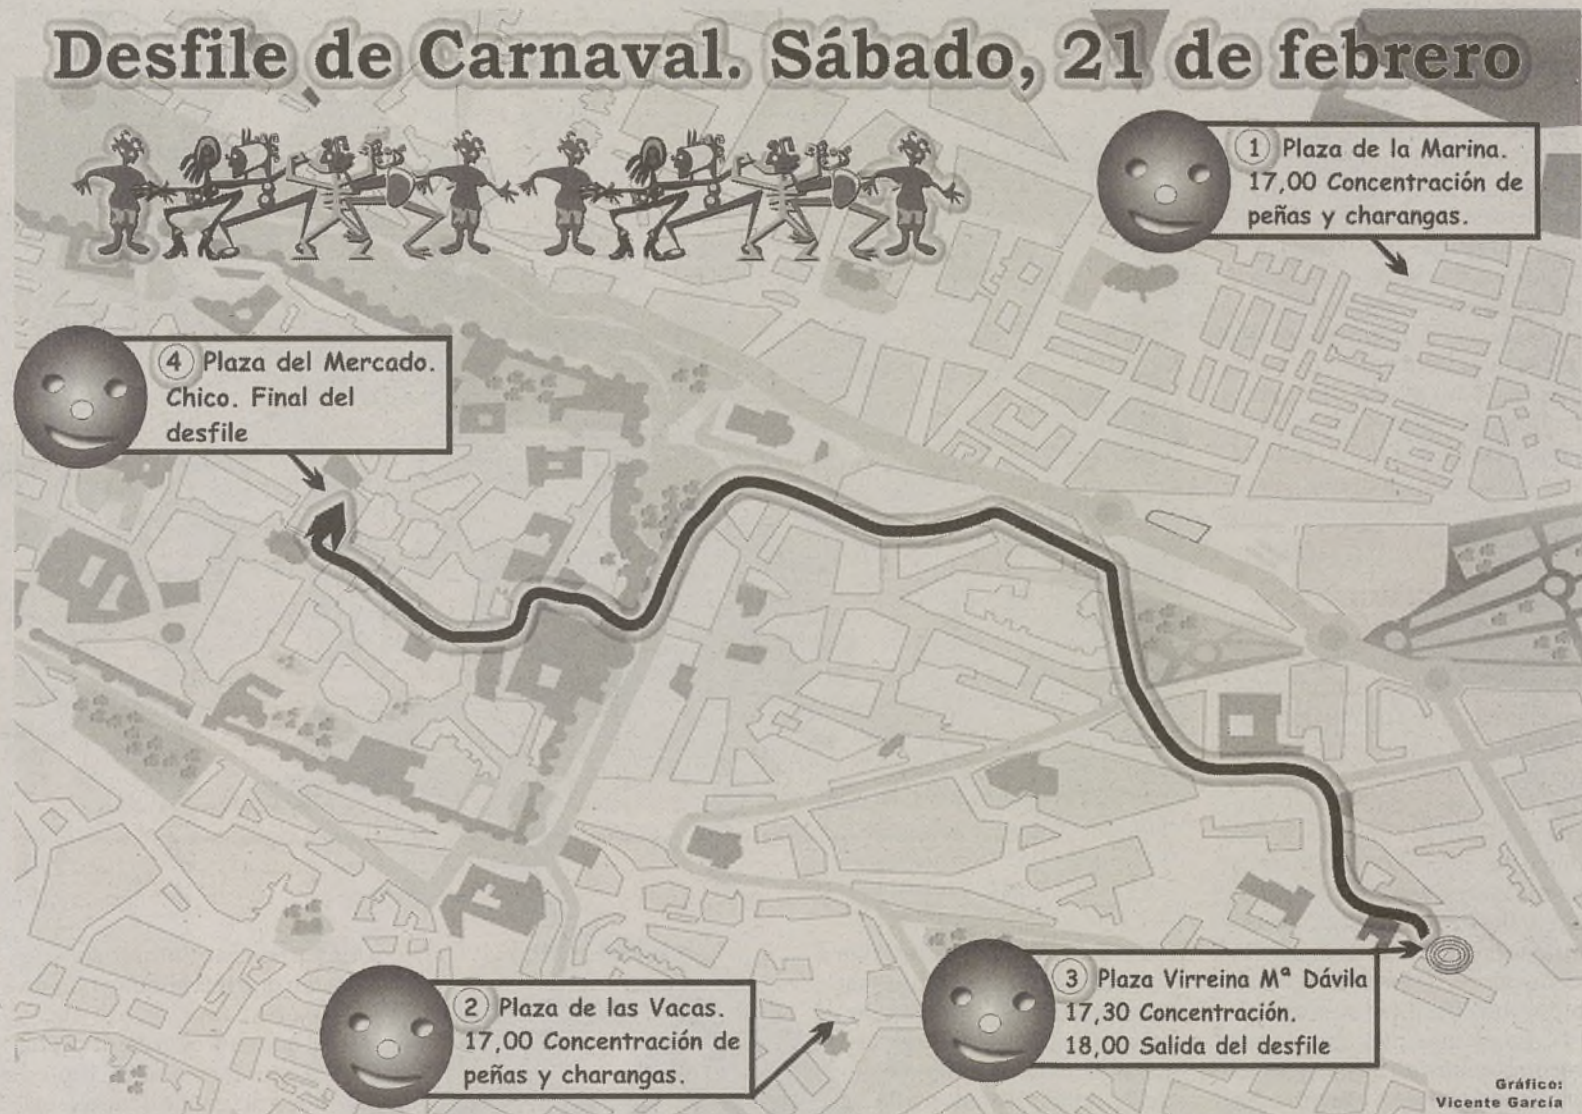 Desfile de Carnaval. Sábado, 21 de febrero
1 Plaza de la Marina.
17,00 Concentración de
peñas y charangas.
4 Plaza del Mercado.
Chico. Final del
desfile
2 Plaza de las Vacas.
17,00 Concentración de
peñas y charangas.
3 Plaza Virreina Mª Dávila
17,30 Concentración.
18,00 Salida del desfile
Gráfico:
Vicente García